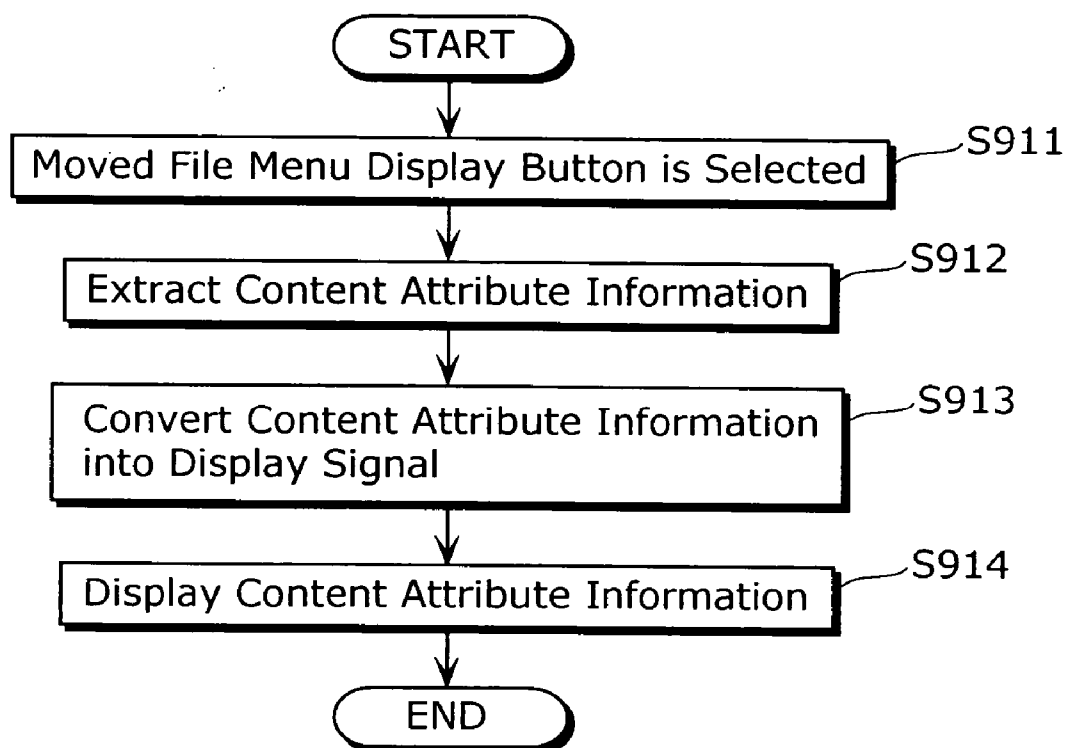 START
Moved File Menu Display Button is Selected
S911
Extract Content Attribute Information
S912
Convert Content Attribute Information
into Display Signal
S913
Display Content Attribute Information
S914
END